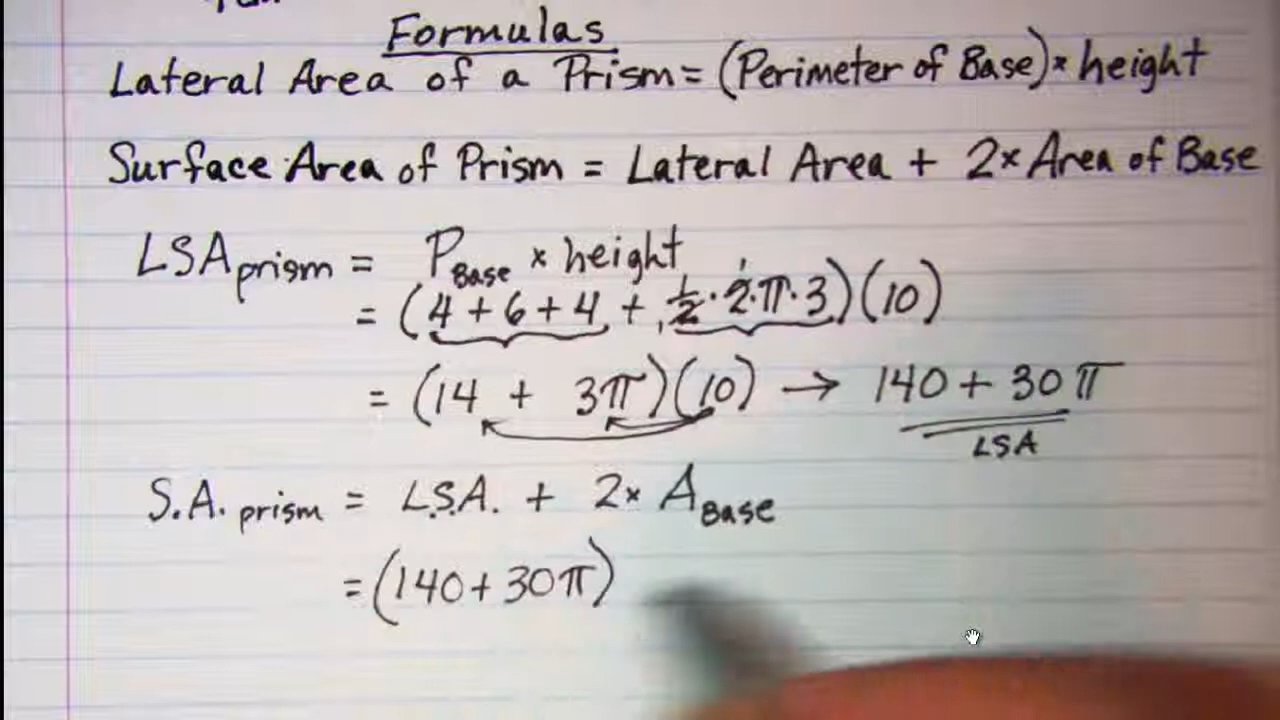 Formulas
Lateral Area of a Prism = (Perimeter of Base) × height
Surface Area of Prism = Lateral Area + 2× Area of Base
LSA prism = P Base × height
= (4 + 6 + 4 + 1/2 · 2 · π · 3)(10)
1
= (14 + 3π)(10) → 140 + 30π
LSA
S.A. prism = L.S.A. + 2× A Base
= (140 + 30π)